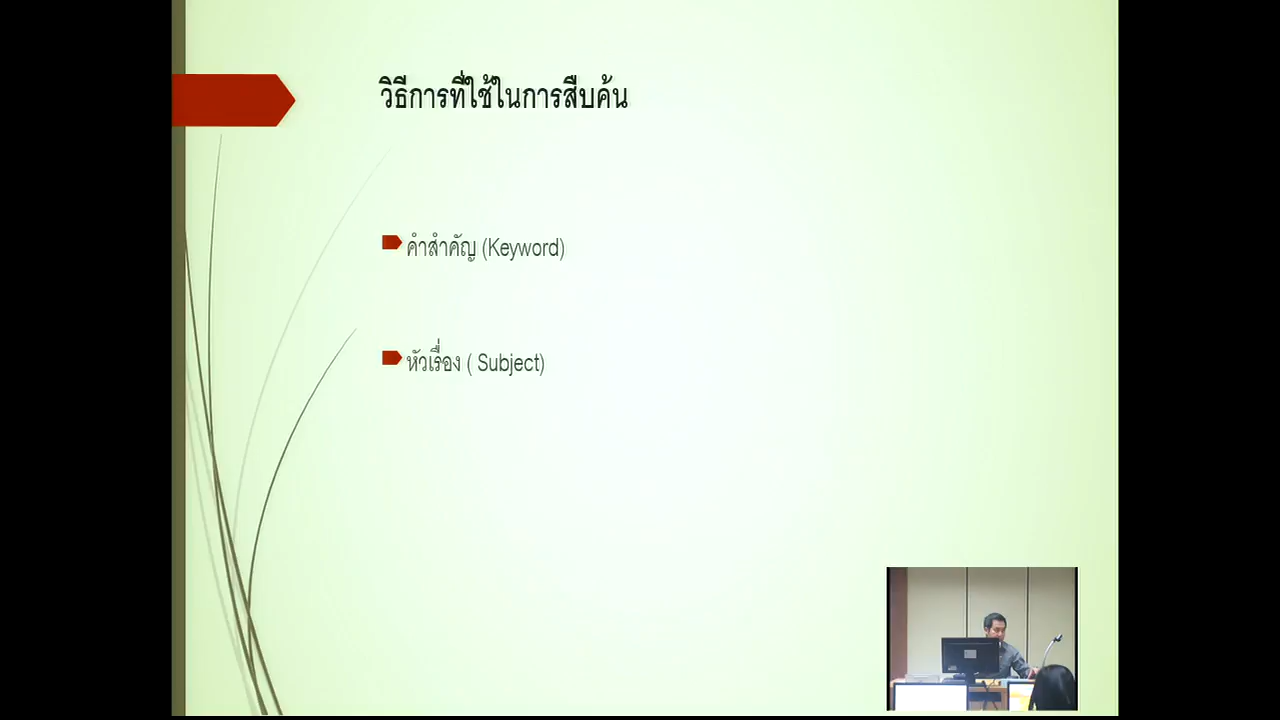 วิธีการที่ใช้ในการสืบค้น
คำสำคัญ (Keyword)
หัวเรื่อง ( Subject)